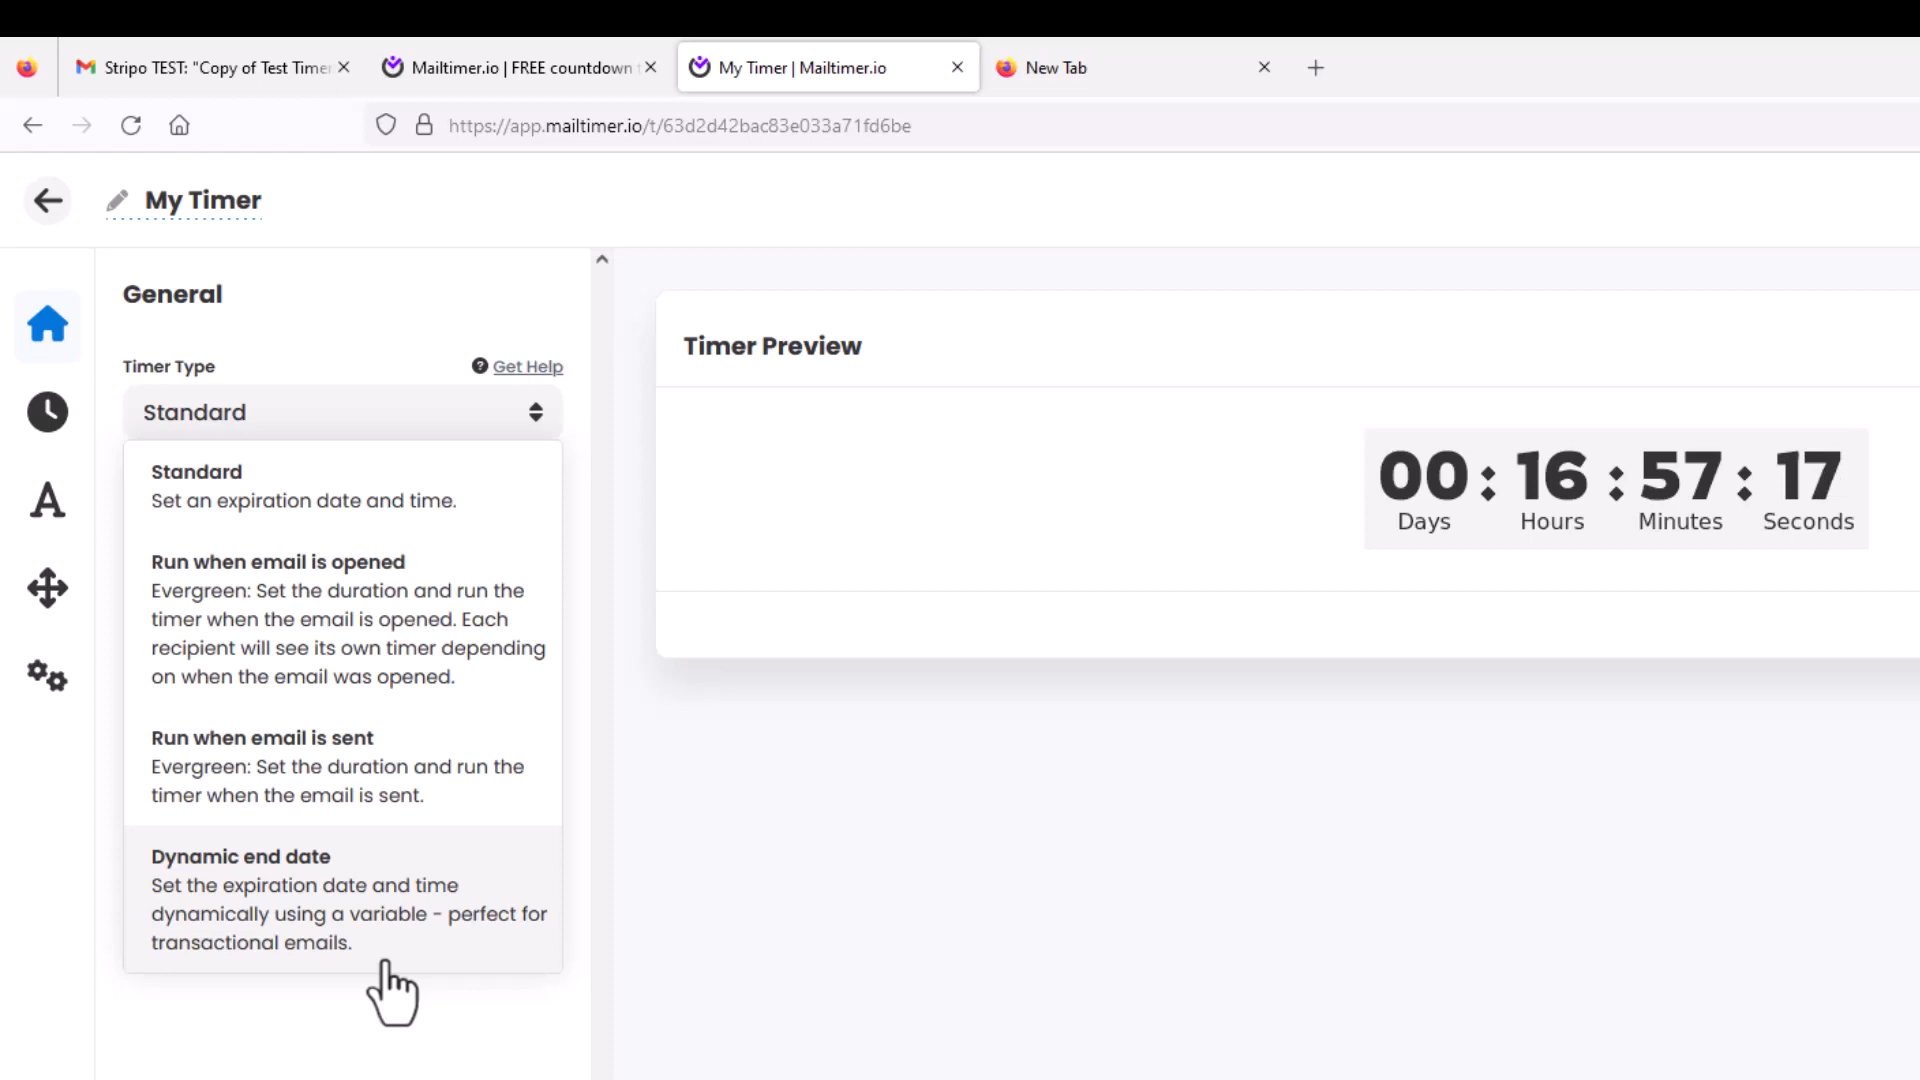 Stripo TEST: "Copy of Test Timer
Mailtimer.io | FREE countdown t
My Timer | Mailtimer.io
New Tab
https://app.mailtimer.io/t/63d2d42bac83e033a71fd6be
My Timer
General
Timer Type
Get Help
Standard
Standard
Set an expiration date and time.
Run when email is opened
Evergreen: Set the duration and run the
timer when the email is opened. Each
recipient will see its own timer depending
on when the email was opened.
Run when email is sent
Evergreen: Set the duration and run the
timer when the email is sent.
Dynamic end date
Set the expiration date and time
dynamically using a variable - perfect for
transactional emails.
Timer Preview
00 : 16 : 57 : 17
Days Hours Minutes Seconds